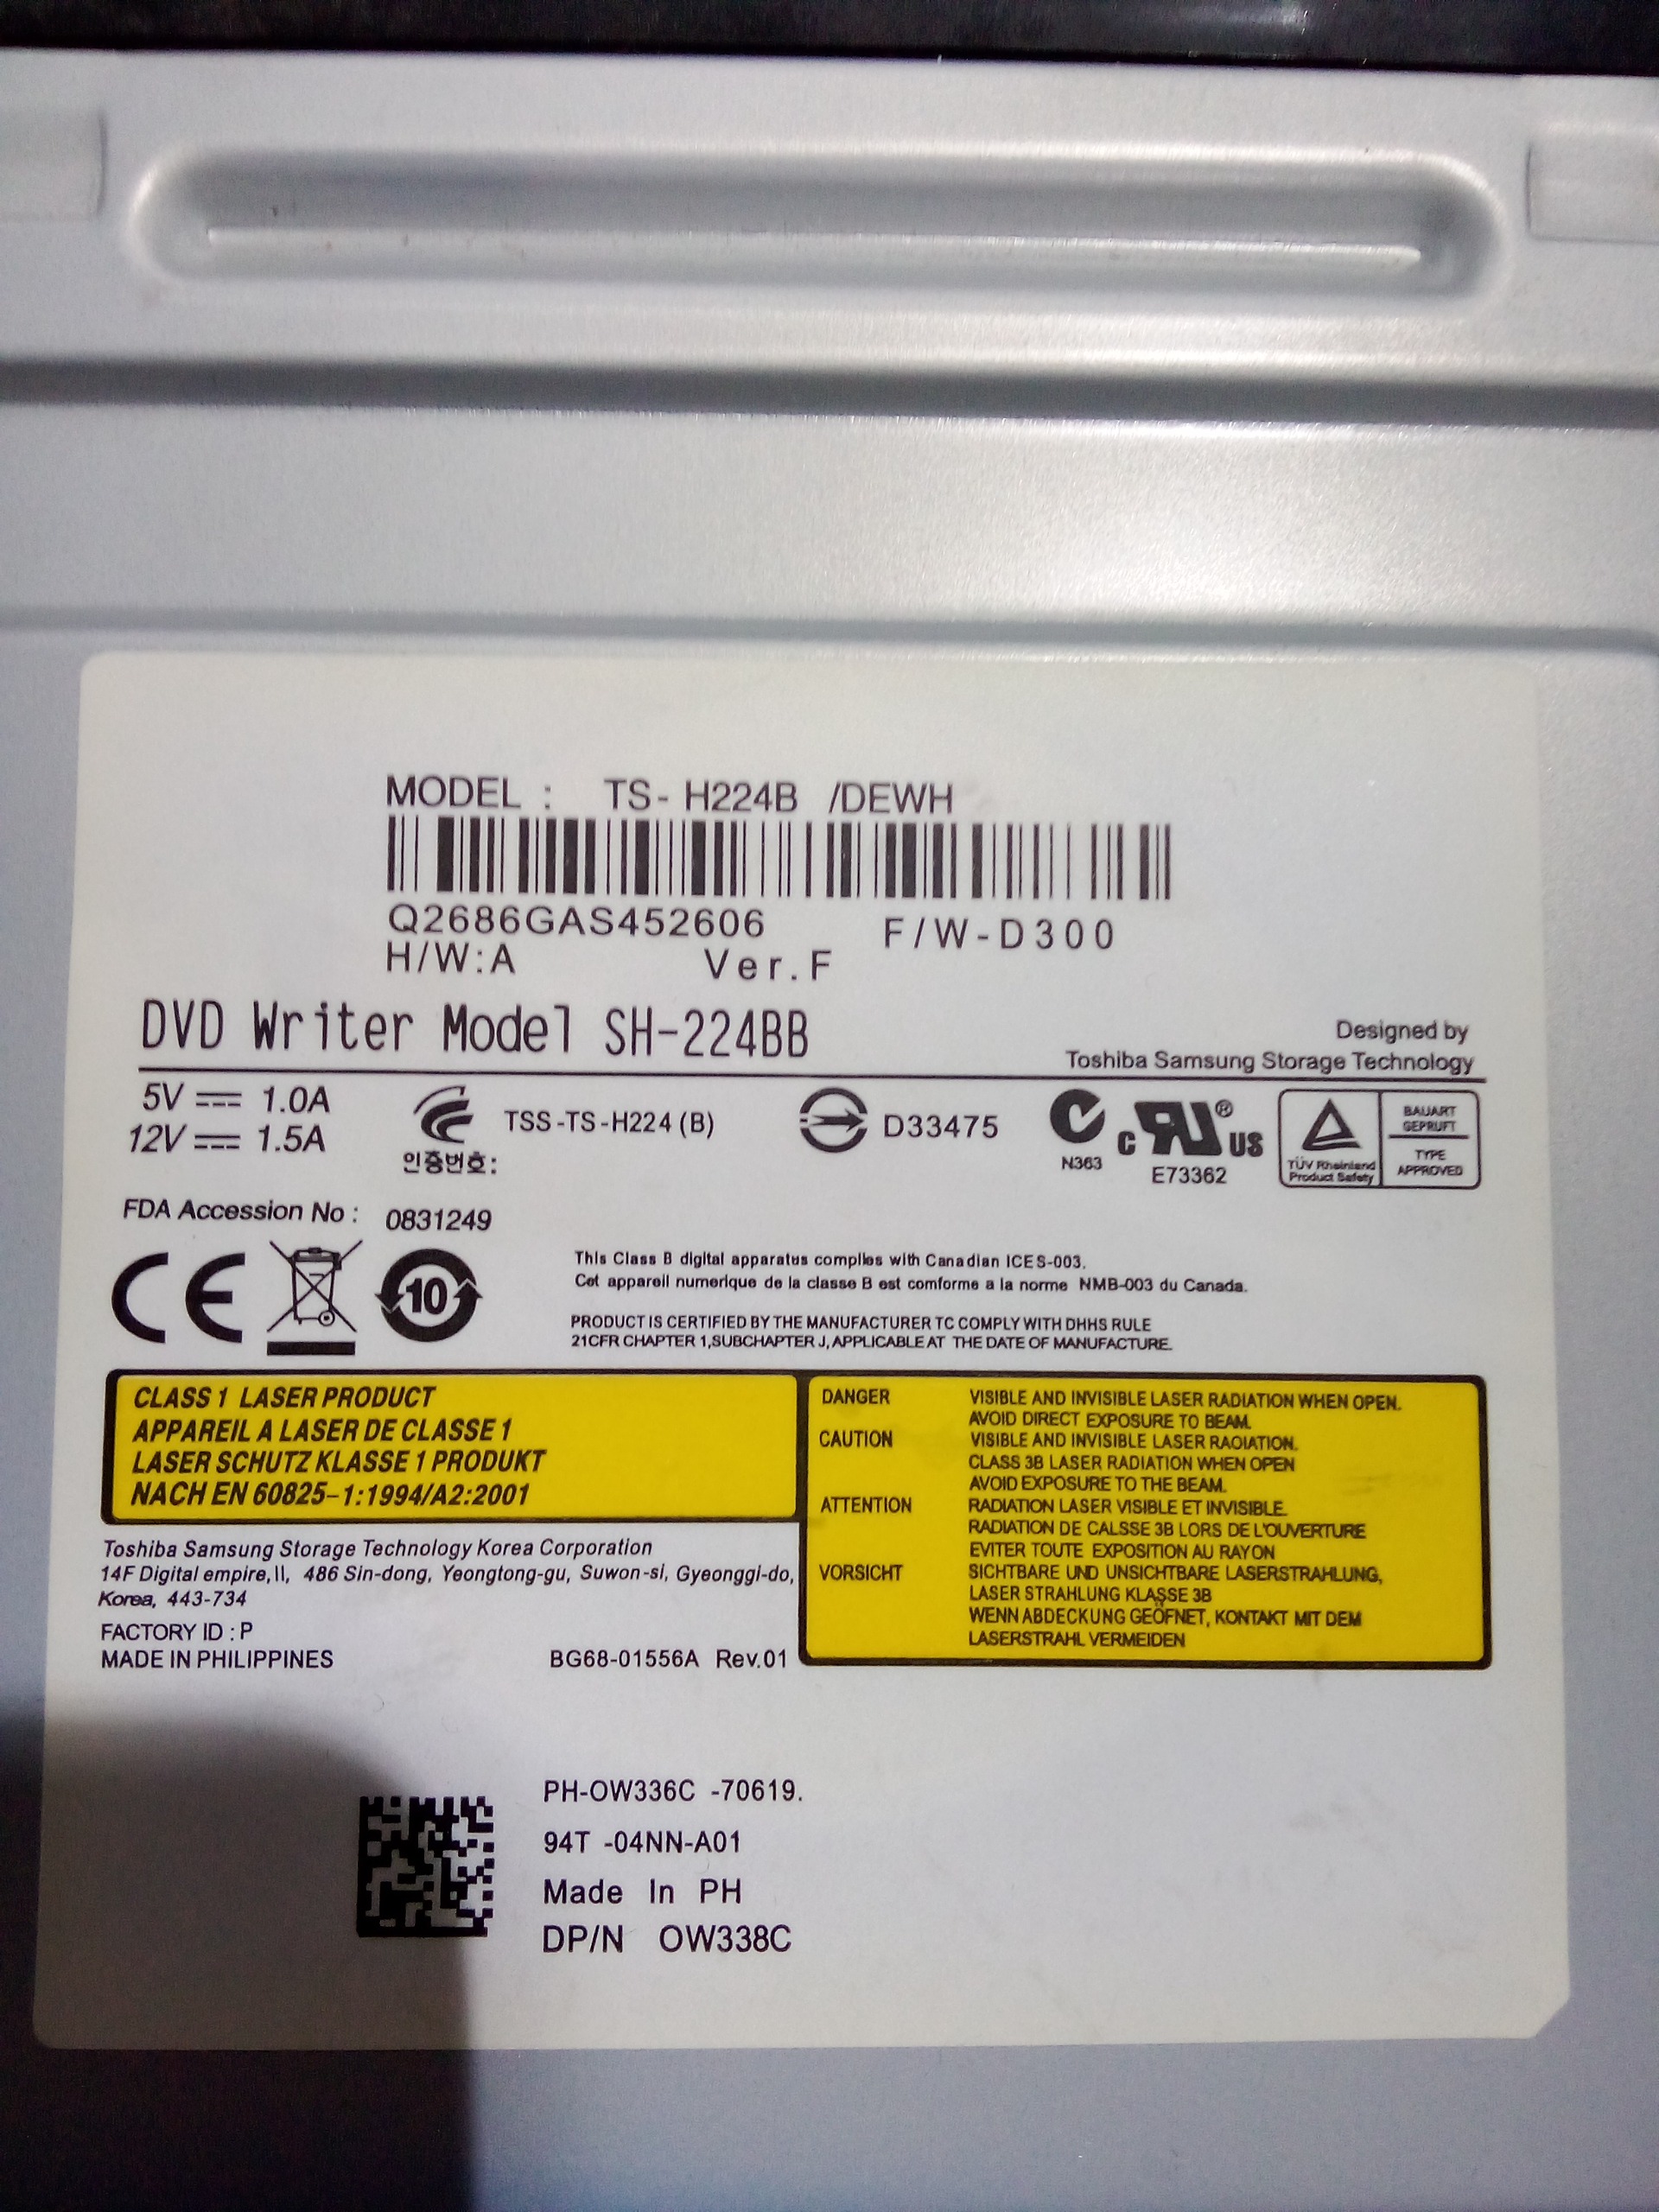 MODEL : TS- H224B /DEWH
Q2686GAS452606 F/W-D300
H/W:A Ver.F
DVD Writer Model SH-224BB
Designed by
Toshiba Samsung Storage Technology
5V 1.0A
12V 1.5A
인증번호:
TSS-TS-H224 (B)
D33475
N363
c RU ® US
E73362
TÜV Rheinland
Product Safety
BAUART
GEPRUFT
TYPE
APPROVED
FDA Accession No : 0831249
CE
10
This Class B digital apparatus complies with Canadian ICES-003.
Cet appareil numerique de la classe B est comforme a la norme NMB-003 du Canada.
PRODUCT IS CERTIFIED BY THE MANUFACTURER TC COMPLY WITH DHHS RULE
21CFR CHAPTER 1,SUBCHAPTER J, APPLICABLE AT THE DATE OF MANUFACTURE.
CLASS 1 LASER PRODUCT
APPAREIL A LASER DE CLASSE 1
LASER SCHUTZ KLASSE 1 PRODUKT
NACH EN 60825-1:1994/A2:2001
DANGER VISIBLE AND INVISIBLE LASER RADIATION WHEN OPEN.
AVOID DIRECT EXPOSURE TO BEAM.
CAUTION VISIBLE AND INVISIBLE LASER RAOIATION.
CLASS 3B LASER RADIATION WHEN OPEN
AVOID EXPOSURE TO THE BEAM.
ATTENTION RADIATION LASER VISIBLE ET INVISIBLE.
RADIATION DE CALSSE 3B LORS DE L'OUVERTURE
EVITER TOUTE EXPOSITION AU RAYON
VORSICHT SICHTBARE UND UNSICHTBARE LASERSTRAHLUNG,
LASER STRAHLUNG KLASSE 3B
WENN ABDECKUNG GEÖFNET, KONTAKT MIT DEM
LASERSTRAHL VERMEIDEN
Toshiba Samsung Storage Technology Korea Corporation
14F Digital empire,II, 486 Sin-dong, Yeongtong-gu, Suwon-si, Gyeonggi-do,
Korea, 443-734
FACTORY ID : P
MADE IN PHILIPPINES BG68-01556A Rev.01
PH-OW336C -70619.
94T -04NN-A01
Made In PH
DP/N OW338C